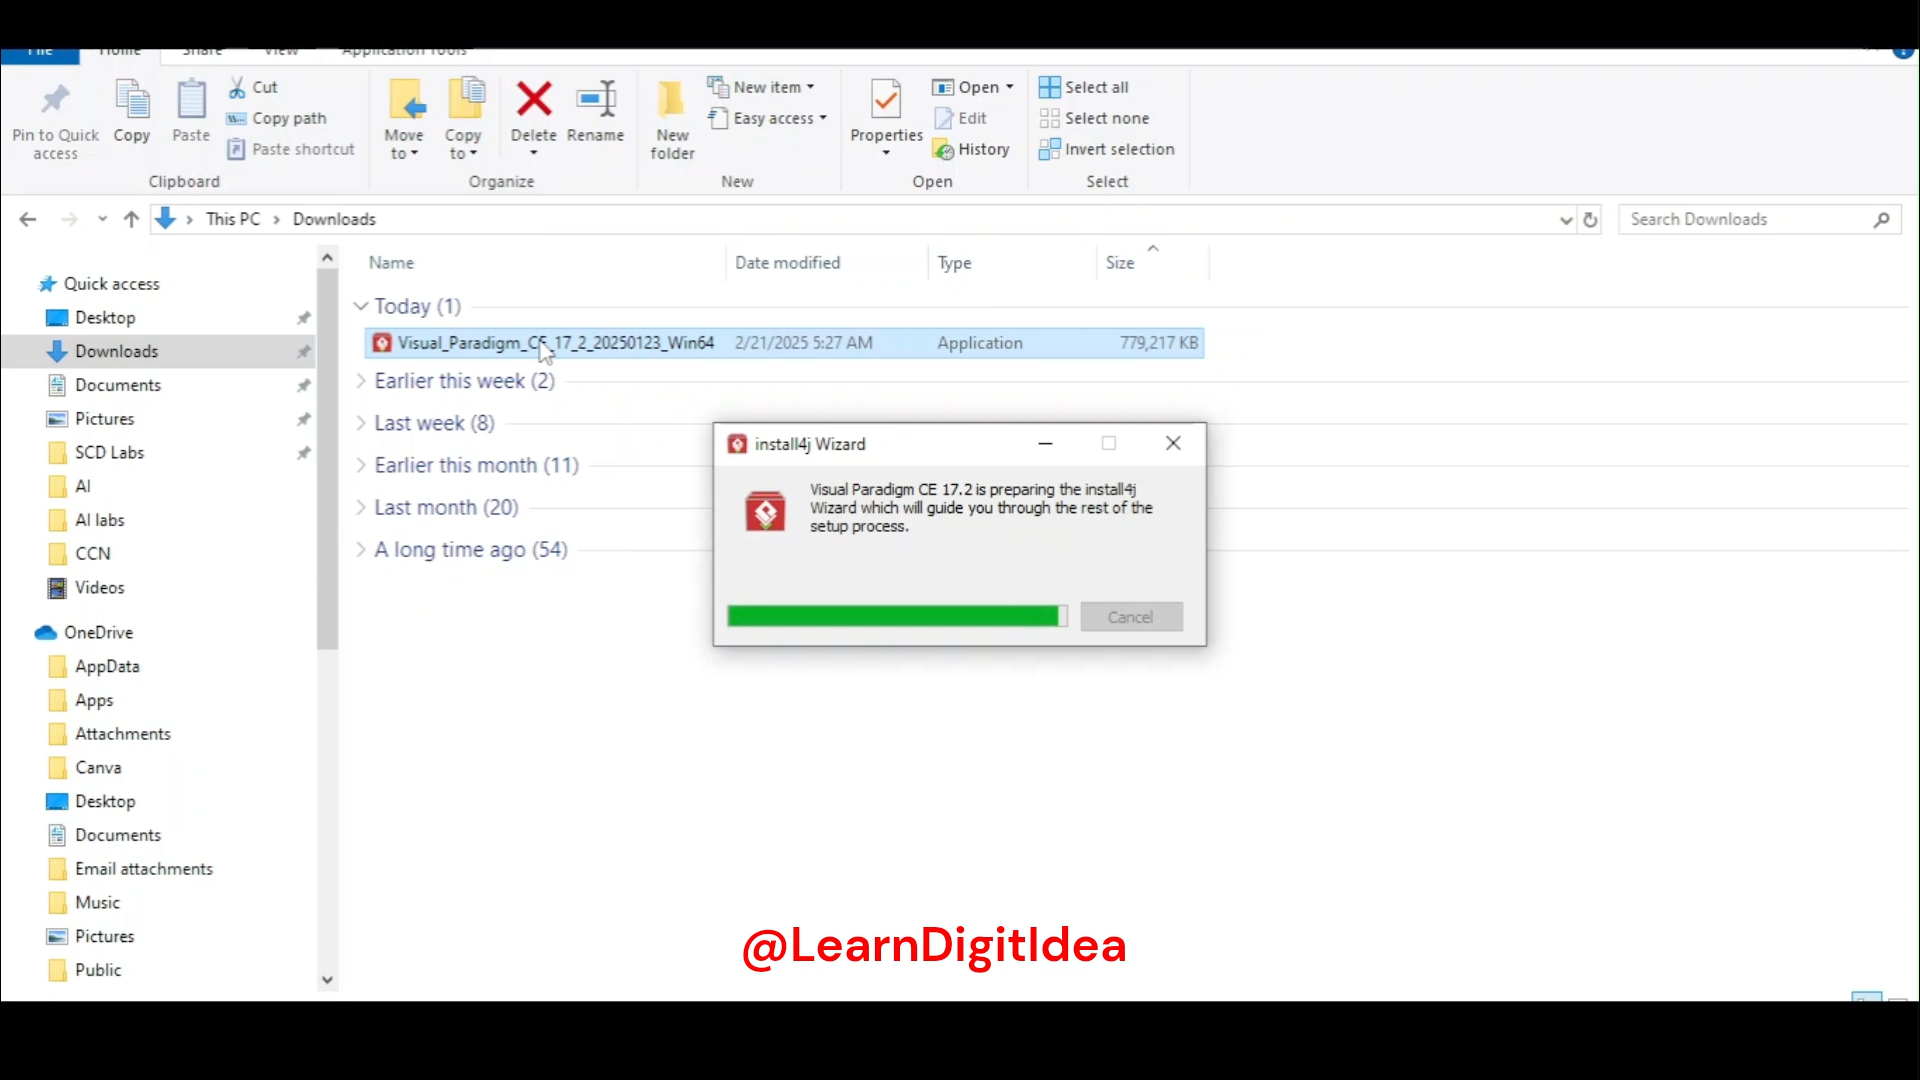 File Home Share View Application Tools
Pin to Quick access
Copy
Paste
Cut
Copy path
Paste shortcut
Clipboard
Move to
Copy to
Delete
Rename
Organize
New folder
New item
Easy access
New
Properties
Open
Edit
History
Open
Select all
Select none
Invert selection
Select
This PC > Downloads
Search Downloads
Name Date modified Type Size
Quick access
Desktop
Downloads
Documents
Pictures
SCD Labs
AI
AI labs
CCN
Videos
OneDrive
AppData
Apps
Attachments
Canva
Desktop
Documents
Email attachments
Music
Pictures
Public
Today (1)
Visual_Paradigm_CE_17_2_20250123_Win64 2/21/2025 5:27 AM Application 779,217 KB
Earlier this week (2)
Last week (8)
Earlier this month (11)
Last month (20)
A long time ago (54)
install4j Wizard
Visual Paradigm CE 17.2 is preparing the install4j
Wizard which will guide you through the rest of the
setup process.
Cancel
@LearnDigitIdea